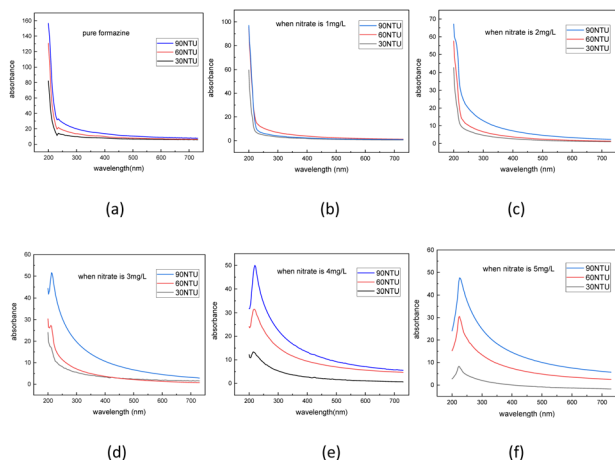 pure formazine
90NTU
60NTU
30NTU
absorbance
160
140
120
100
80
60
40
20
0
200
300
400
500
600
700
wavelength(nm)
(a)
when nitrate is 1mg/L
90NTU
60NTU
30NTU
absorbance
100
80
60
40
20
0
200
300
400
500
600
700
wavelength (nm)
(b)
when nitrate is 2mg/L
90NTU
60NTU
30NTU
absorbance
70
60
50
40
30
20
10
0
200
300
400
500
600
700
wavelength(nm)
(c)
when nitrate is 3mg/L
90NTU
60NTU
30NTU
absorbance
60
50
40
30
20
10
0
200
300
400
500
600
700
wavelength (nm)
(d)
when nitrate is 4mg/L
90NTU
60NTU
30NTU
absorbance
50
40
30
20
10
0
200
300
400
500
600
700
wavelength (nm)
(e)
when nitrate is 5mg/L
90NTU
60NTU
30NTU
absorbance
60
50
40
30
20
10
0
200
300
400
500
600
700
wavelength(nm)
(f)